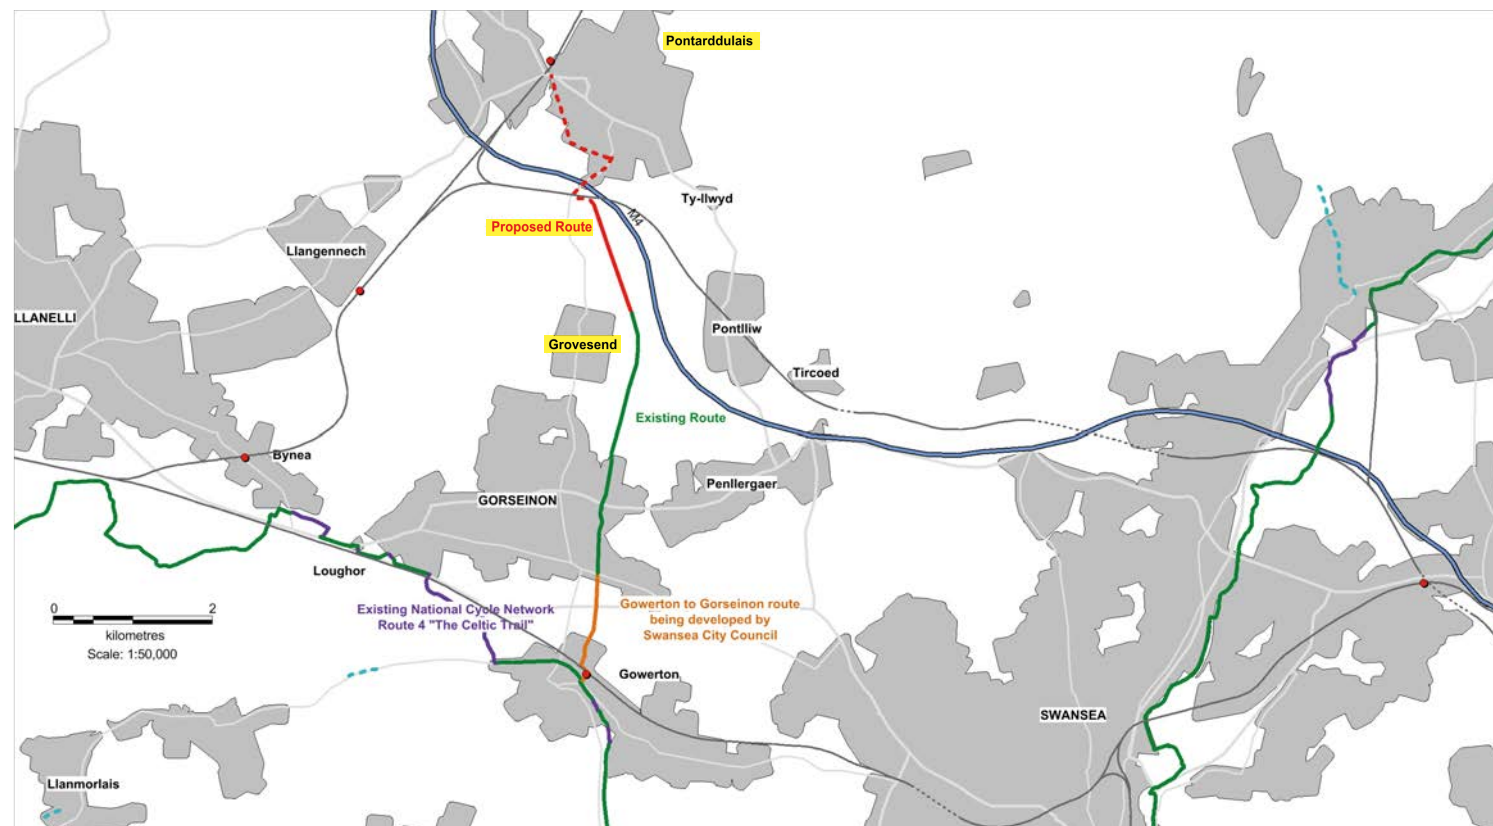 Pontarddulais
Ty-llwyd
M4
Proposed Route
Llangennech
LLANELLI
Pontlliw
Grovesend
Tircoed
Existing Route
Bynea
Penllergaer
GORSEINON
Loughor
0 2
kilometres
Scale: 1:50,000
Existing National Cycle Network
Route 4 "The Celtic Trail"
Gowerton to Gorseinon route
being developed by
Swansea City Council
Gowerton
SWANSEA
Llanmorlais